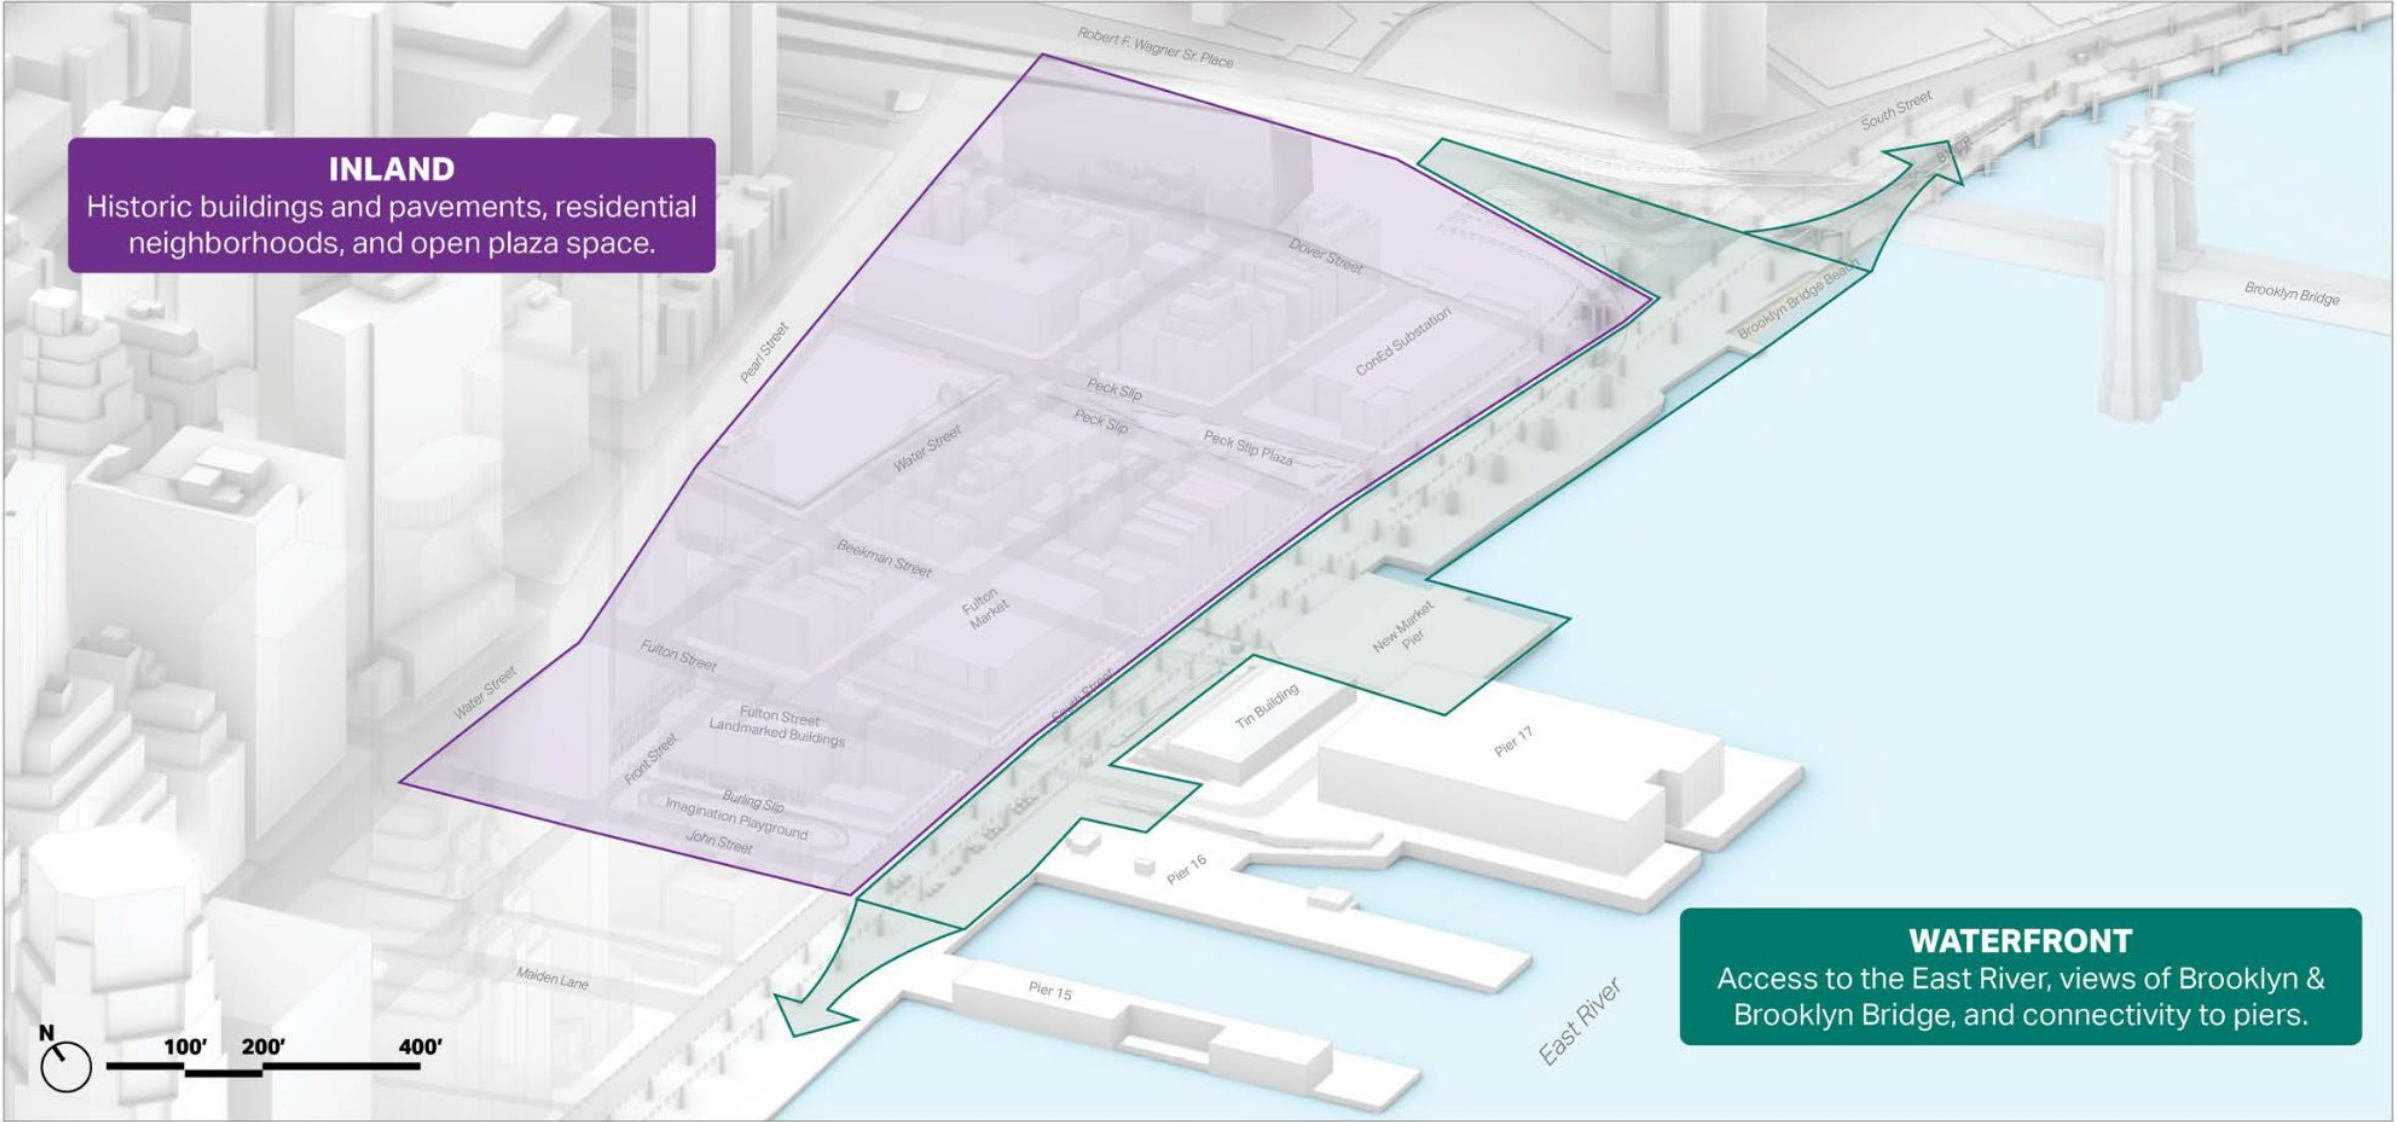 Robert F. Wagner Sr. Place
South Street
INLAND
Historic buildings and pavements, residential
neighborhoods, and open plaza space.
Dover Street
Brooklyn Bridge Beach
Brooklyn Bridge
Pearl Street
ConEd Substation
Peck Slip
Peck Slip
Peck Slip Plaza
Water Street
Beekman Street
Fulton
Market
New Market
Pier
Fulton Street
Water Street
South Street
Tin Building
Fulton Street
Landmarked Buildings
Pier 17
Front Street
Burling Slip
Imagination Playground
John Street
Pier 16
Maiden Lane
Pier 15
East River
WATERFRONT
Access to the East River, views of Brooklyn &
Brooklyn Bridge, and connectivity to piers.
N
100' 200' 400'